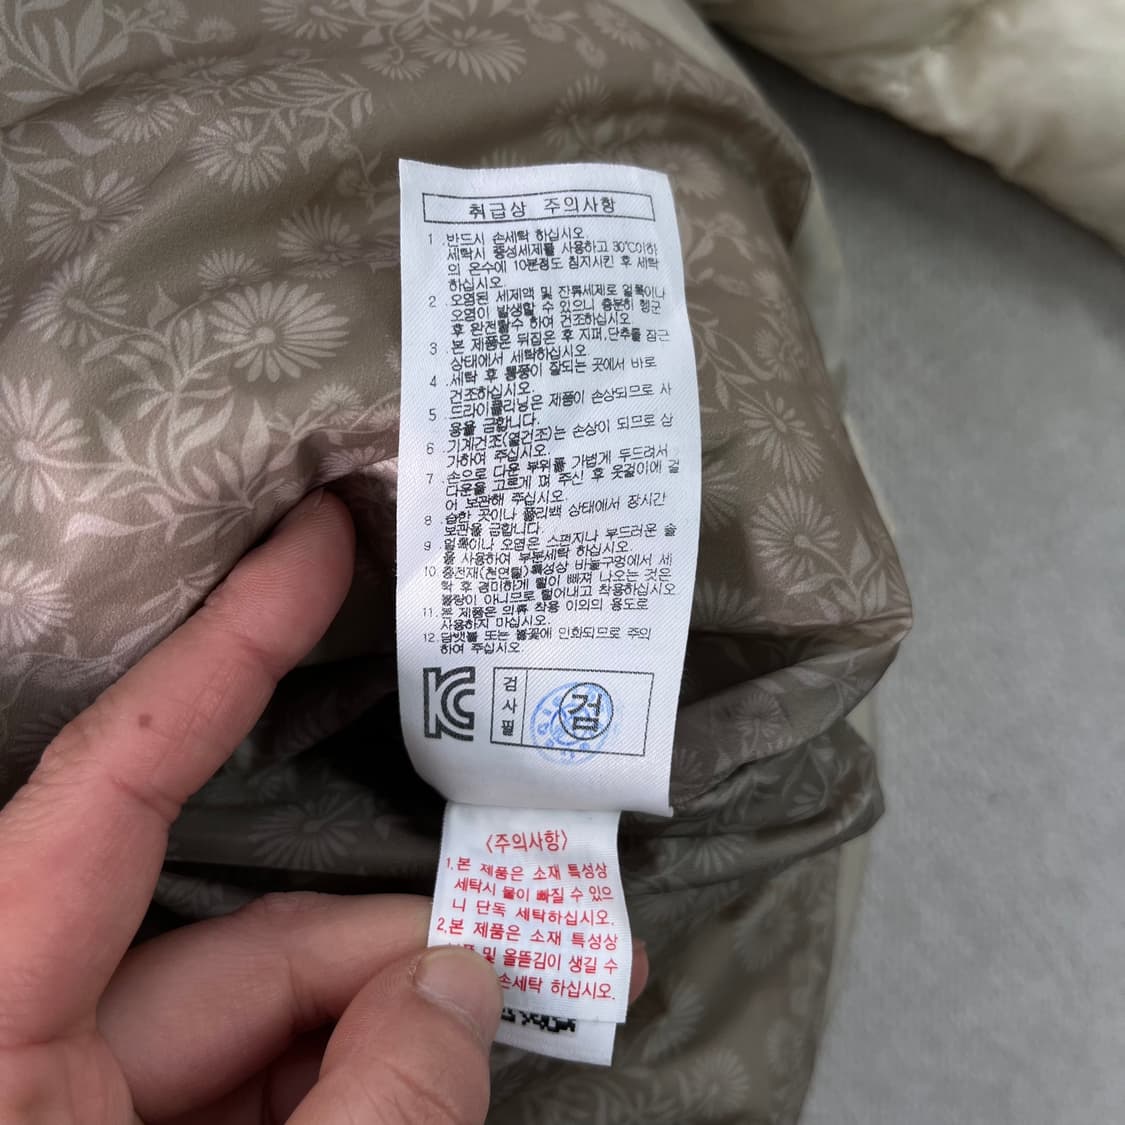 취급상 주의사항
1.반드시 손세탁 하십시오.
세탁시 중성세제를 사용하고 30℃이하
의 온수에 10분정도 침지시킨 후 세탁
하십시오.
2.오염된 세제액 및 잔류세제로 얼룩이나
오염이 발생할 수 있으니 충분히 헹군
후 완전탈수 하여 건조하십시오.
3.본 제품은 뒤집은 후 지퍼,단추를 잠근
상태에서 세탁하십시오.
4.세탁 후 통풍이 잘되는 곳에서 바로
건조하십시오.
5.드라이클리닝은 제품이 손상되므로 사
용을 금합니다.
6.기계건조(열건조)는 손상이 되므로 삼
가하여 주십시오.
7.손으로 다운 부위를 가볍게 두드려서
다운을 고르게 펴 주신 후 옷걸이에 걸
어 보관해 주십시오.
8.습한 곳이나 폴리백 상태에서 장시간
보관을 금합니다.
9.얼룩이나 오염은 스펀지나 부드러운 솔
을 사용하여 부분세탁 하십시오.
10.충전재(천연털)특성상 바늘구멍에서 세
탁 후 경미하게 털이 빠져 나오는 것은
불량이 아니므로 털어내고 착용하십시오
11.본 제품은 의류 착용 이외의 용도로
사용하지 마십시오.
12.담뱃불 또는 불꽃에 인화되므로 주의
하여 주십시오.
KC
검사필
검
<주의사항>
1.본 제품은 소재 특성상
세탁시 물이 빠질 수 있으
니 단독 세탁하십시오.
2.본 제품은 소재 특성상
및 올뜯김이 생길 수
손세탁 하십시오.